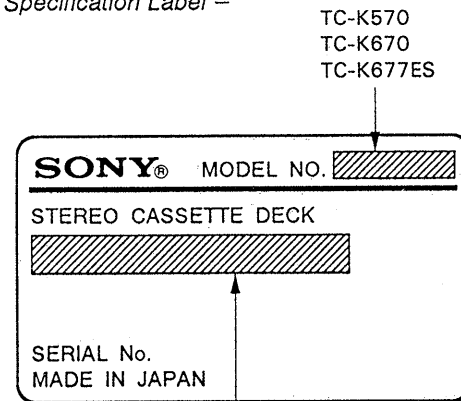 Specification Label –
TC-K570
TC-K670
TC-K677ES
SONY® MODEL NO.
STEREO CASSETTE DECK
SERIAL No.
MADE IN JAPAN